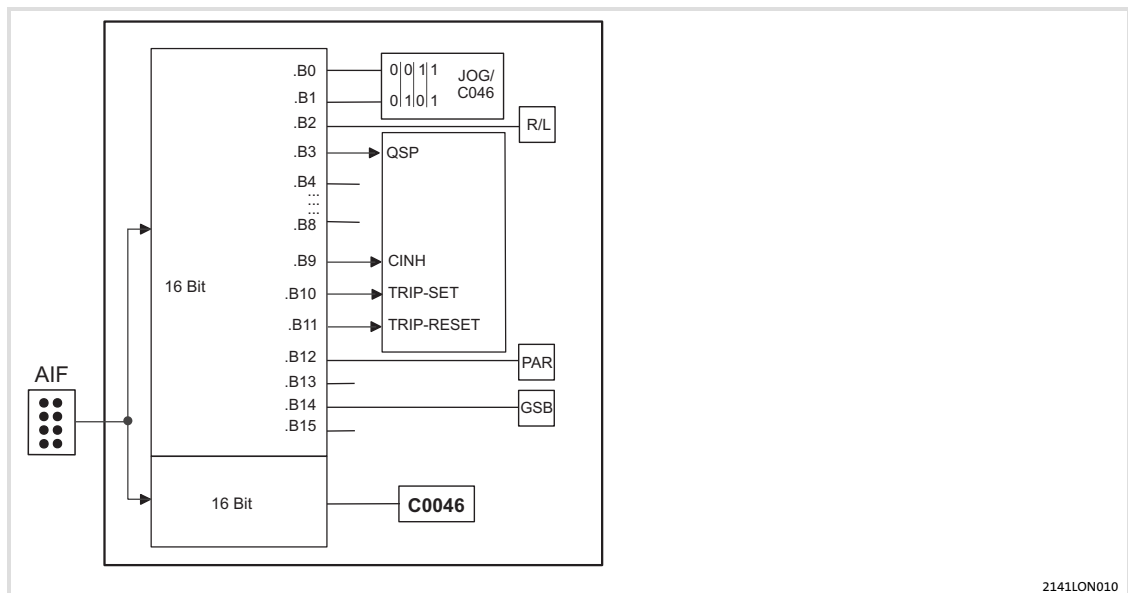 .B0
0 0 1 1
JOG/
C046
.B1
0 1 0 1
.B2
R/L
.B3
QSP
.B4
...
...
...
.B8
.B9
CINH
16 Bit
.B10
TRIP-SET
.B11
TRIP-RESET
.B12
PAR
AIF
.B13
.B14
GSB
.B15
16 Bit
C0046
2141LON010